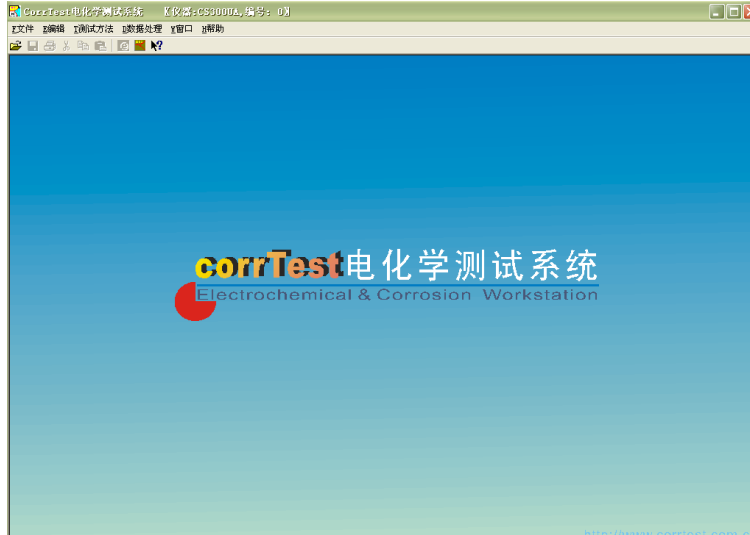 CorrTest电化学测试系统 【仪器:CS300UA,编号: 0】
F文件 E编辑 T测试方法 D数据处理 W窗口 H帮助
corrTest电化学测试系统
Electrochemical & Corrosion Workstation